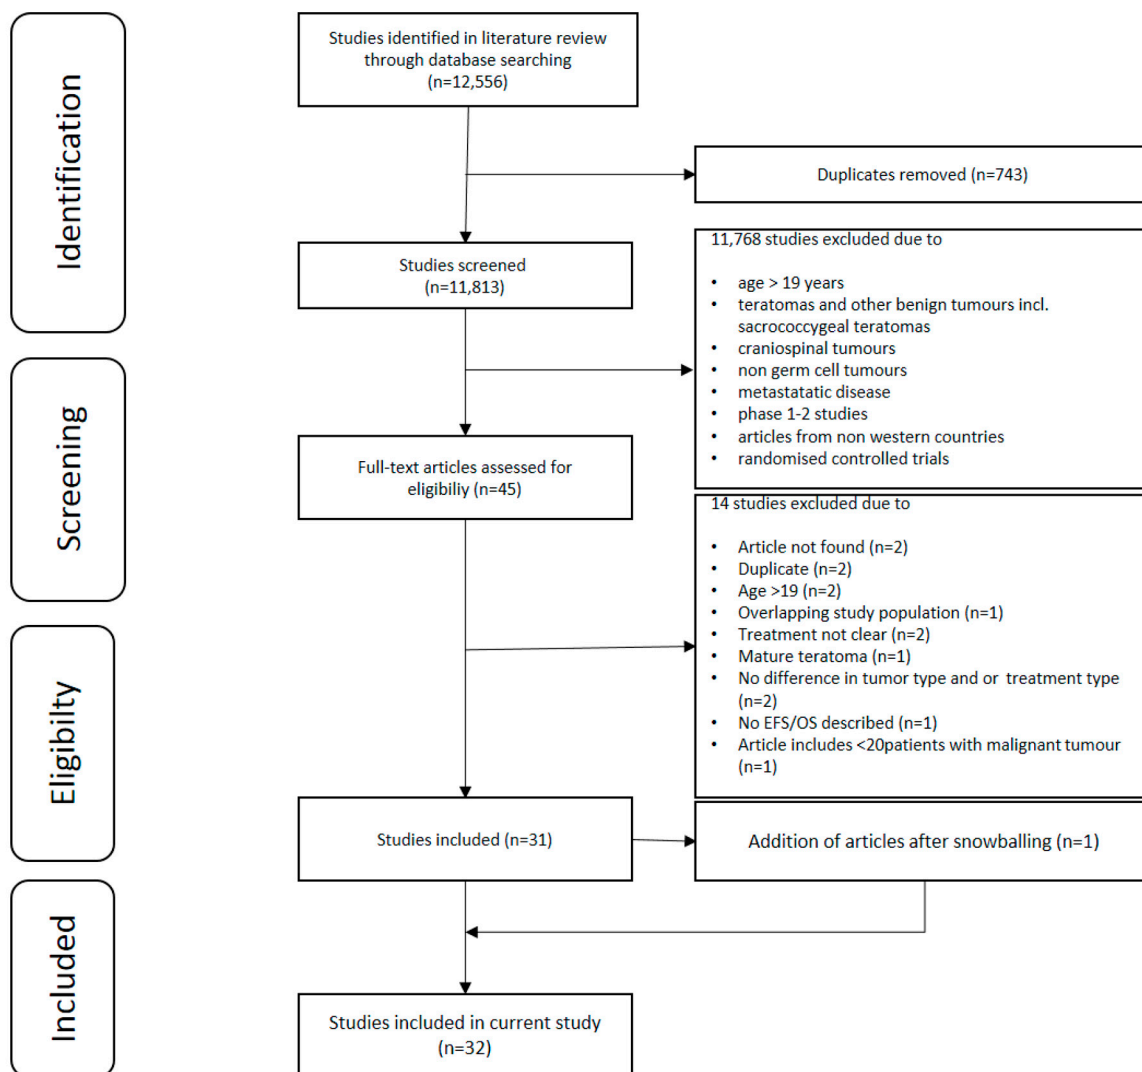 Identification
Studies identified in literature review
through database searching
(n=12,556)
Duplicates removed (n=743)
Studies screened
(n=11,813)
11,768 studies excluded due to
• age > 19 years
• teratomas and other benign tumours incl.
sacrococcygeal teratomas
• craniospinal tumours
• non germ cell tumours
• metastatatic disease
• phase 1-2 studies
• articles from non western countries
• randomised controlled trials
Screening
Full-text articles assessed for
eligibiliy (n=45)
14 studies excluded due to
• Article not found (n=2)
• Duplicate (n=2)
• Age >19 (n=2)
• Overlapping study population (n=1)
• Treatment not clear (n=2)
• Mature teratoma (n=1)
• No difference in tumor type and or treatment type
(n=2)
• No EFS/OS described (n=1)
• Article includes <20patients with malignant tumour
(n=1)
Eligibilty
Studies included (n=31)
Addition of articles after snowballing (n=1)
Included
Studies included in current study
(n=32)